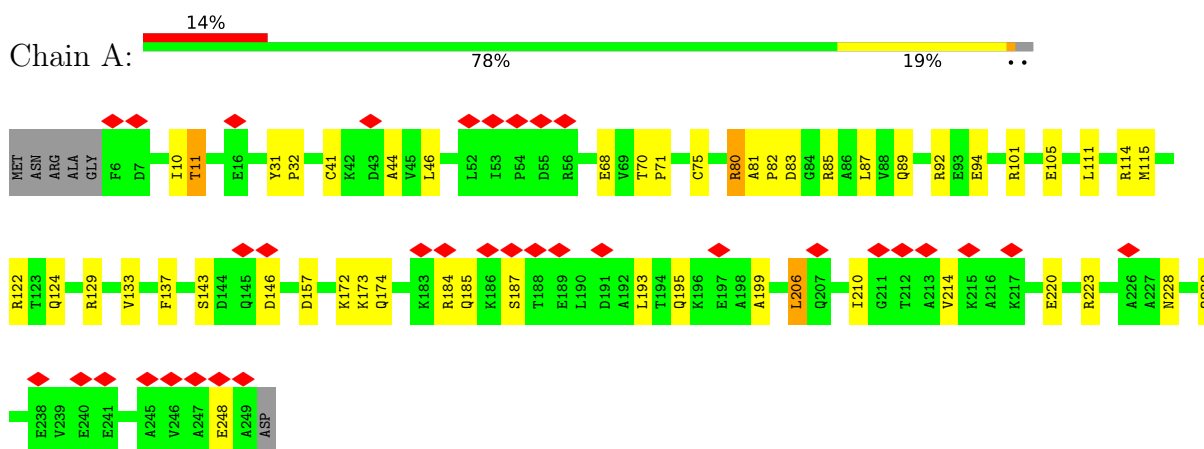 14%
Chain A:
78% 19% • •
MET ASN ARG ALA GLY F6 D7 I10 T11 E16 Y31 P32 C41 K42 D43 A44 V45 L46 L52 I53 P54 D55 R56 E68 V69 T70 P71 C75 R80 A81 P82 D83 G84 R85 A86 L87 V88 Q89 R92 E93 E94 R101 E105 L111 R114 M115
R122 T123 Q124 R129 V133 F137 S143 D144 Q145 D146 D157 K172 K173 Q174 K183 R184 Q185 K186 S187 T188 E189 L190 D191 A192 L193 T194 Q195 K196 E197 A198 A199 L206 Q207 I210 G211 T212 A213 V214 K215 A216 K217 E220 R223 A226 A227 N228
E238 V239 E240 E241 A245 V246 A247 E248 A249 ASP